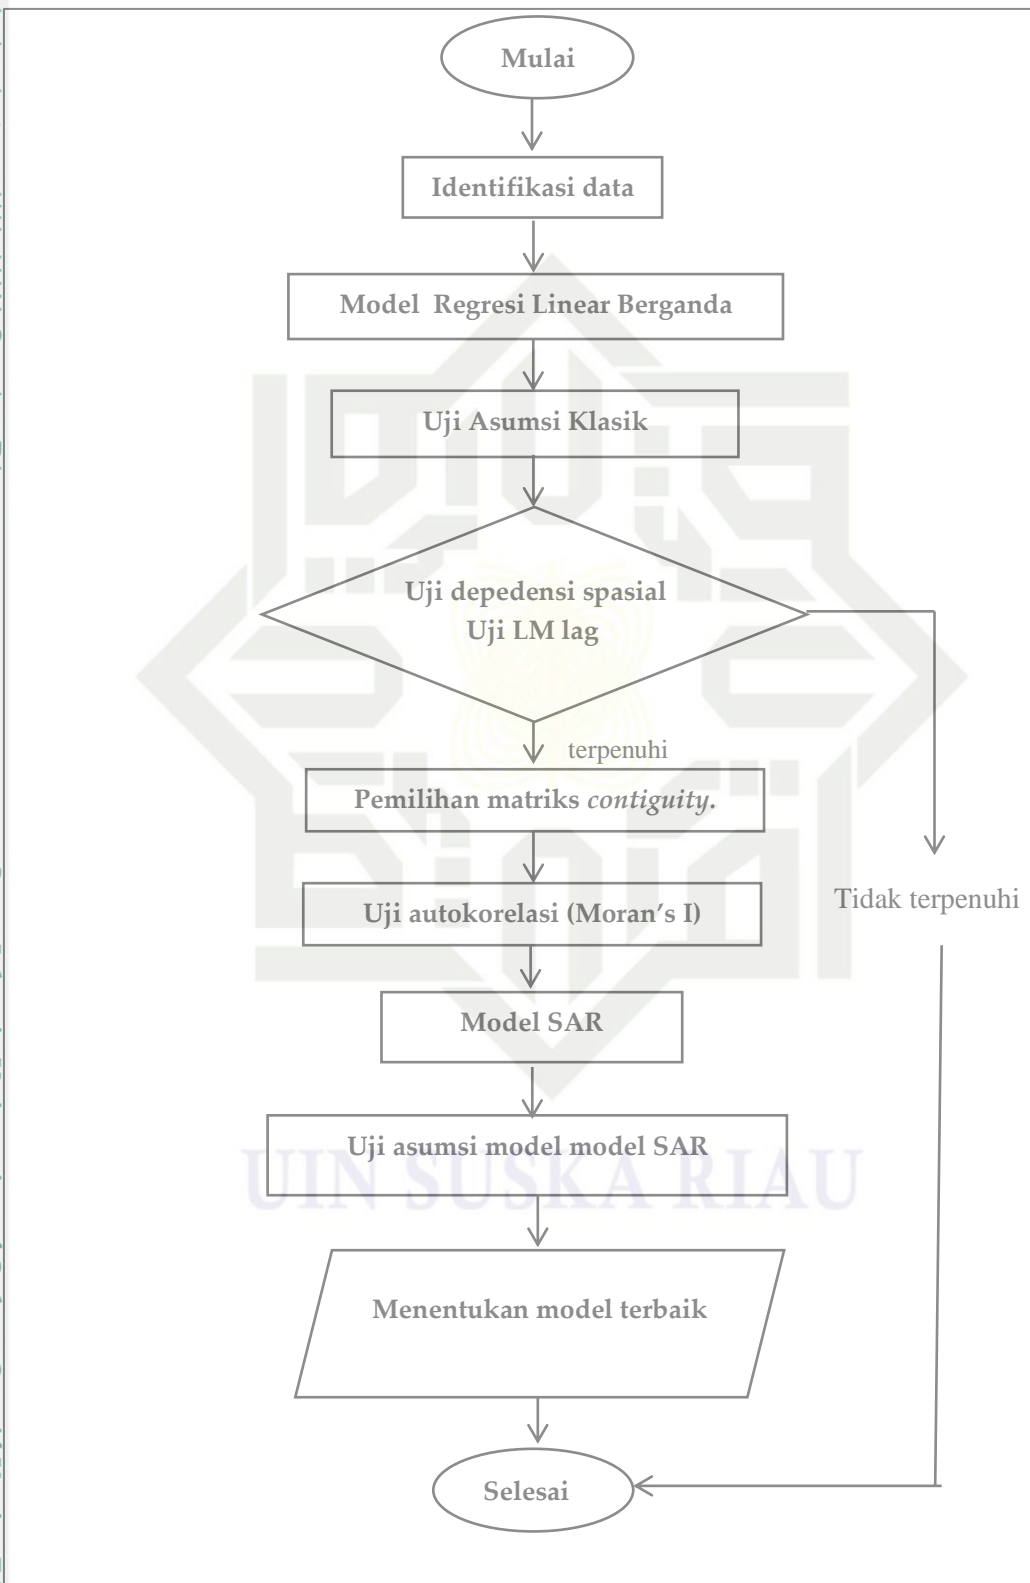 Mulai
Identifikasi data
Model Regresi Linear Berganda
Uji Asumsi Klasik
Uji depedensi spasial
Uji LM lag
terpenuhi
Pemilihan matriks contiguity.
Uji autokorelasi (Moran's I)
Tidak terpenuhi
Model SAR
Uji asumsi model model SAR
UIN SUSKA RIAU
Menentukan model terbaik
Selesai